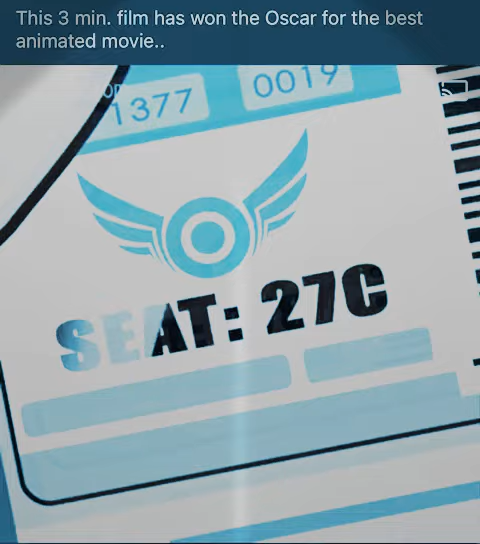 This 3 min. film has won the Oscar for the best
animated movie..
1377 0019
SEAT: 27C